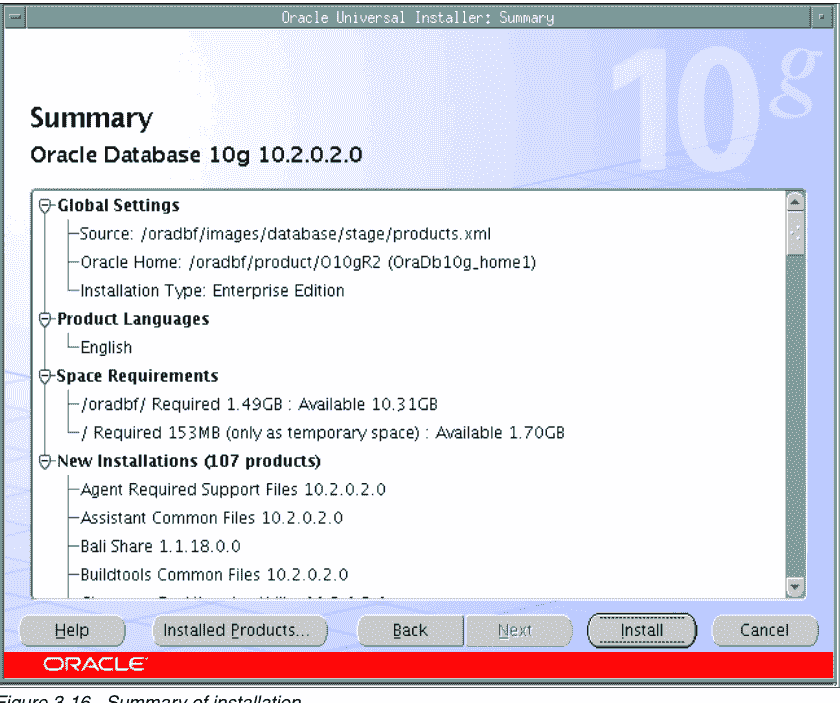 Oracle Universal Installer: Summary
10g
Summary
Oracle Database 10g 10.2.0.2.0
Global Settings
Source: /oradbf/images/database/stage/products.xml
Oracle Home: /oradbf/product/O10gR2 (OraDb10g_home1)
Installation Type: Enterprise Edition
Product Languages
English
Space Requirements
/oradbf/ Required 1.49GB : Available 10.31GB
/ Required 153MB (only as temporary space) : Available 1.70GB
New Installations (107 products)
Agent Required Support Files 10.2.0.2.0
Assistant Common Files 10.2.0.2.0
Bali Share 1.1.18.0.0
Buildtools Common Files 10.2.0.2.0
Help Installed Products... Back Next Install Cancel
ORACLE
Figure 3-16 Summary of installation